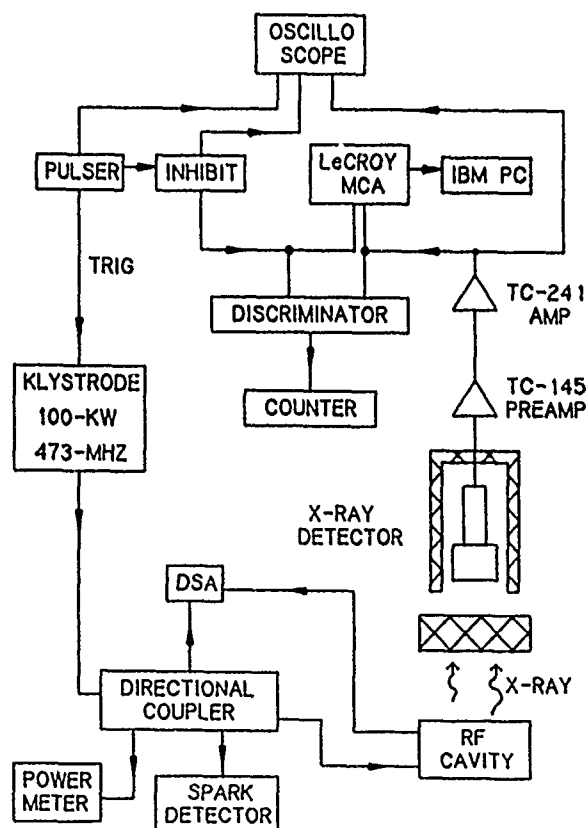 OSCILLO
SCOPE
PULSER
INHIBIT
LeCROY
MCA
IBM PC
TRIG
DISCRIMINATOR
TC-241
AMP
KLYSTRODE
100-KW
473-MHZ
COUNTER
TC-145
PREAMP
X-RAY
DETECTOR
DSA
DIRECTIONAL
COUPLER
X-RAY
RF
CAVITY
POWER
METER
SPARK
DETECTOR